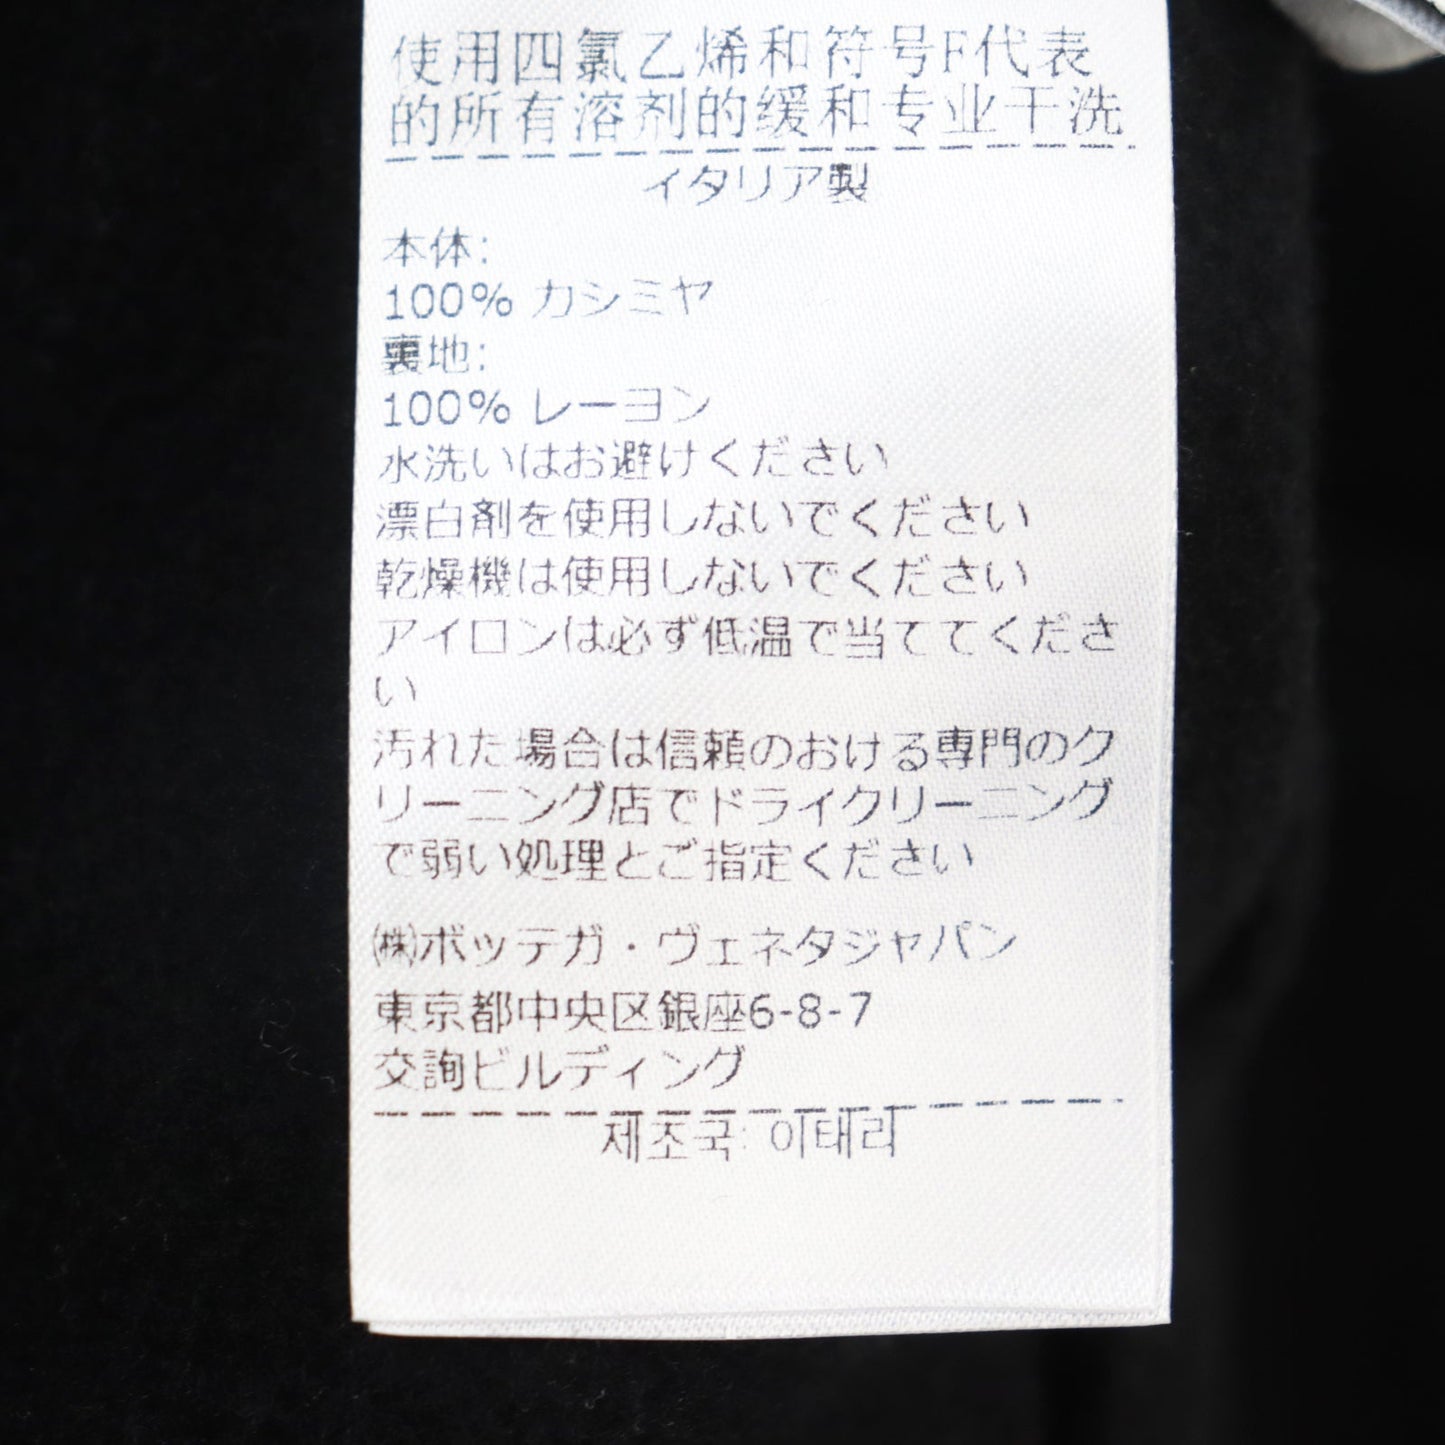 使用四氯乙烯和符号F代表
的所有溶剂的缓和专业干洗
イタリア製
本体:
100% カシミヤ
裏地:
100% レーヨン
水洗いはお避けください
漂白剤を使用しないでください
乾燥機は使用しないでください
アイロンは必ず低温で当ててくださ
い
汚れた場合は信頼のおける専門のク
リーニング店でドライクリーニング
で弱い処理とご指定ください
㈱ボッテガ・ヴェネタジャパン
東京都中央区銀座6-8-7
交詢ビルディング
제조국: 이태리